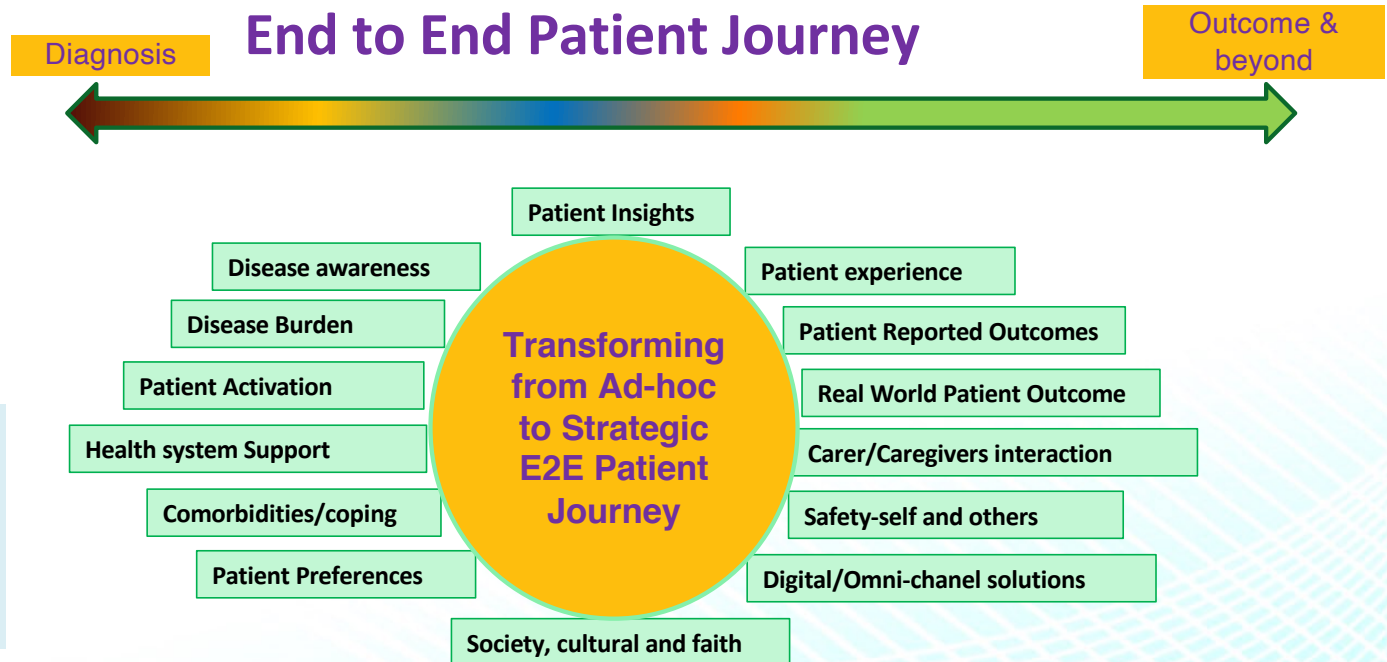 End to End Patient Journey
Diagnosis
Outcome &
beyond
Patient Insights
Disease awareness
Disease Burden
Patient Activation
Health system Support
Comorbidities/coping
Patient Preferences
Transforming
from Ad-hoc
to Strategic
E2E Patient
Journey
Patient experience
Patient Reported Outcomes
Real World Patient Outcome
Carer/Caregivers interaction
Safety-self and others
Digital/Omni-chanel solutions
Society, cultural and faith